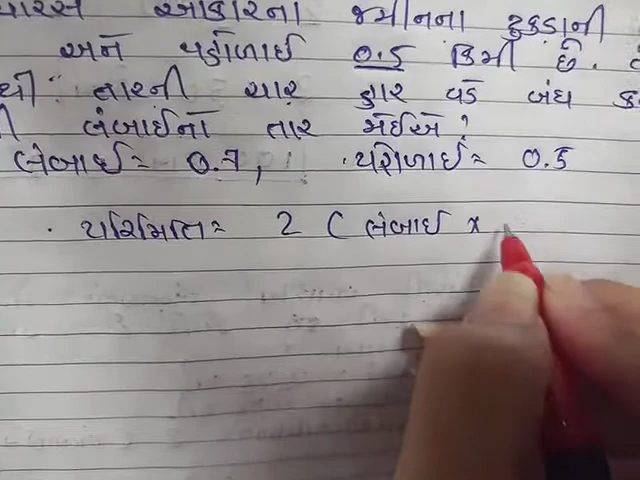 આકારના જમીનના ટુકડાની
અને પહોળાઈ 0.5 કિમી છે.
તારની ચાર હાર વડે બંધ
લંબાઈનો તાર જોઈએ?
લંબાઈ = 0.7, પહોળાઈ = 0.5
પરિમિતિ = 2 ( લંબાઈ x